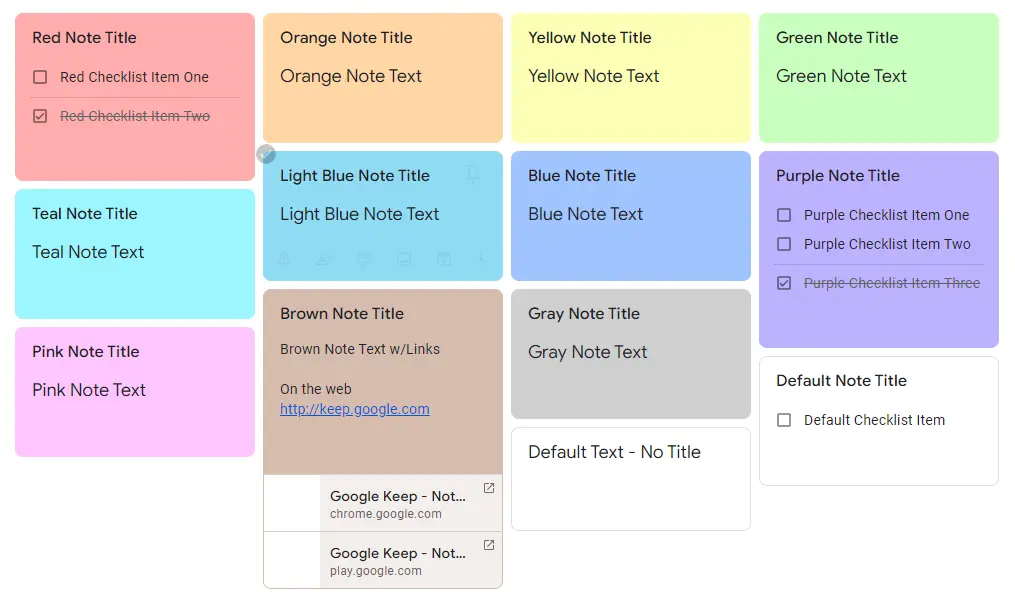 Red Note Title
Red Checklist Item One
Red Checklist Item Two
Orange Note Title
Orange Note Text
Yellow Note Title
Yellow Note Text
Green Note Title
Green Note Text
Teal Note Title
Teal Note Text
Light Blue Note Title
Light Blue Note Text
Blue Note Title
Blue Note Text
Purple Note Title
Purple Checklist Item One
Purple Checklist Item Two
Purple Checklist Item Three
Pink Note Title
Pink Note Text
Brown Note Title
Brown Note Text w/Links
On the web
http://keep.google.com
Google Keep - Not...
chrome.google.com
Google Keep - Not...
play.google.com
Gray Note Title
Gray Note Text
Default Text - No Title
Default Note Title
Default Checklist Item